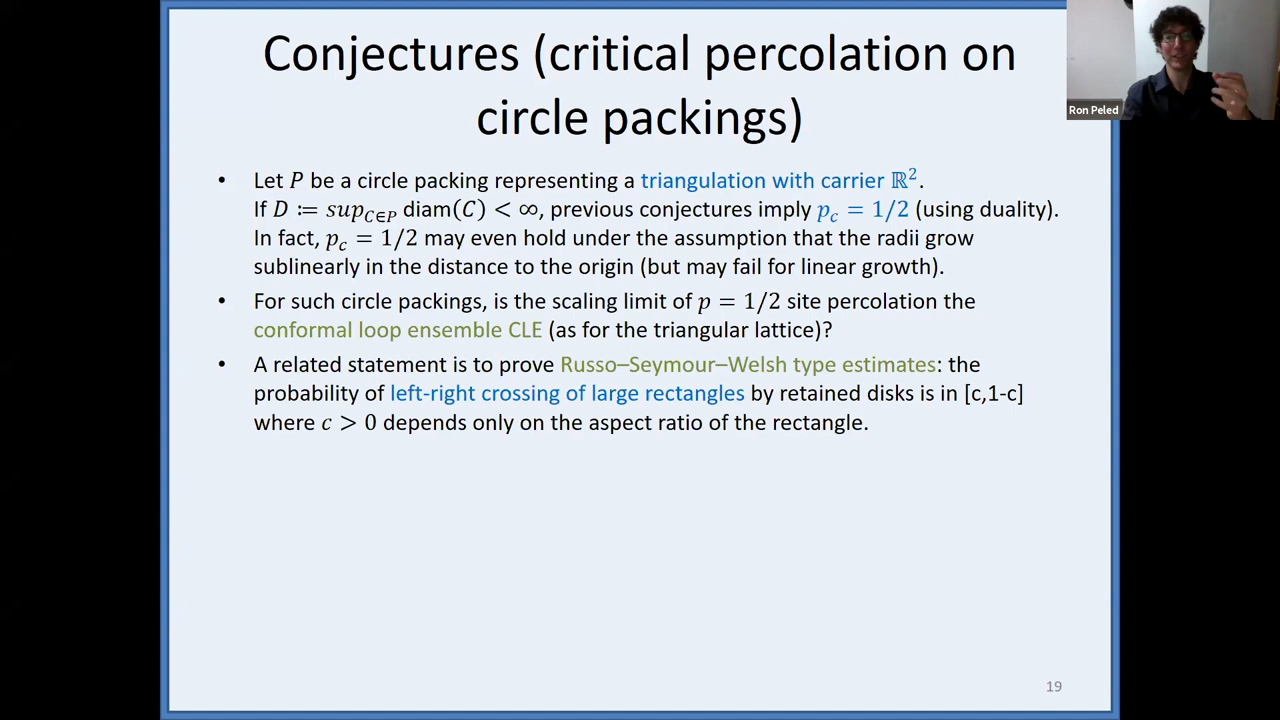 Conjectures (critical percolation on
circle packings)
Ron Peled
• Let P be a circle packing representing a triangulation with carrier ℝ².
If D ≔ sup_{C∈P} diam(C) < ∞, previous conjectures imply p_c = 1/2 (using duality).
In fact, p_c = 1/2 may even hold under the assumption that the radii grow
sublinearly in the distance to the origin (but may fail for linear growth).
• For such circle packings, is the scaling limit of p = 1/2 site percolation the
conformal loop ensemble CLE (as for the triangular lattice)?
• A related statement is to prove Russo–Seymour–Welsh type estimates: the
probability of left-right crossing of large rectangles by retained disks is in [c,1-c]
where c > 0 depends only on the aspect ratio of the rectangle.
19